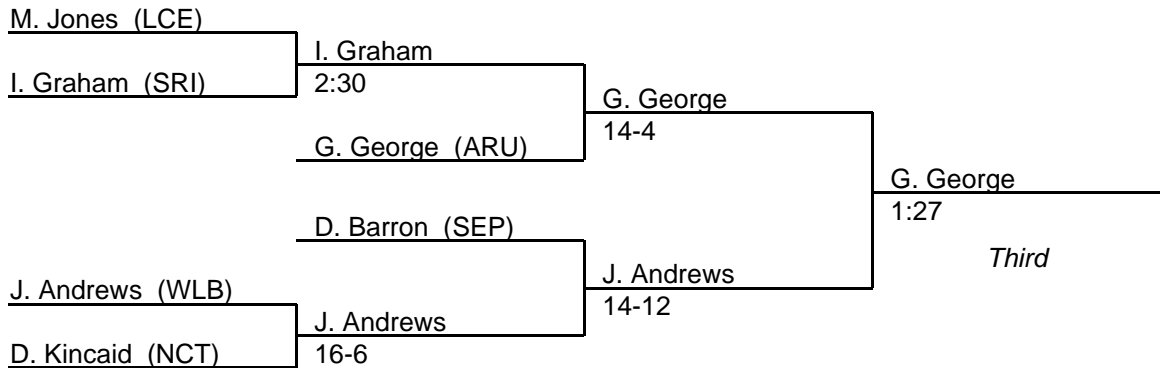 M. Jones (LCE)
I. Graham
I. Graham (SRI)
2:30
G. George
14-4
G. George (ARU)
G. George
1:27
D. Barron (SEP)
Third
J. Andrews
J. Andrews (WLB)
14-12
J. Andrews
D. Kincaid (NCT)
16-6